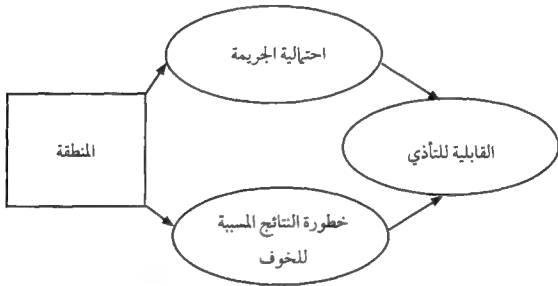 احتمالية الجريمة
المنطقة
القابلية للتأذي
خطورة النتائج المسببة
للخوف